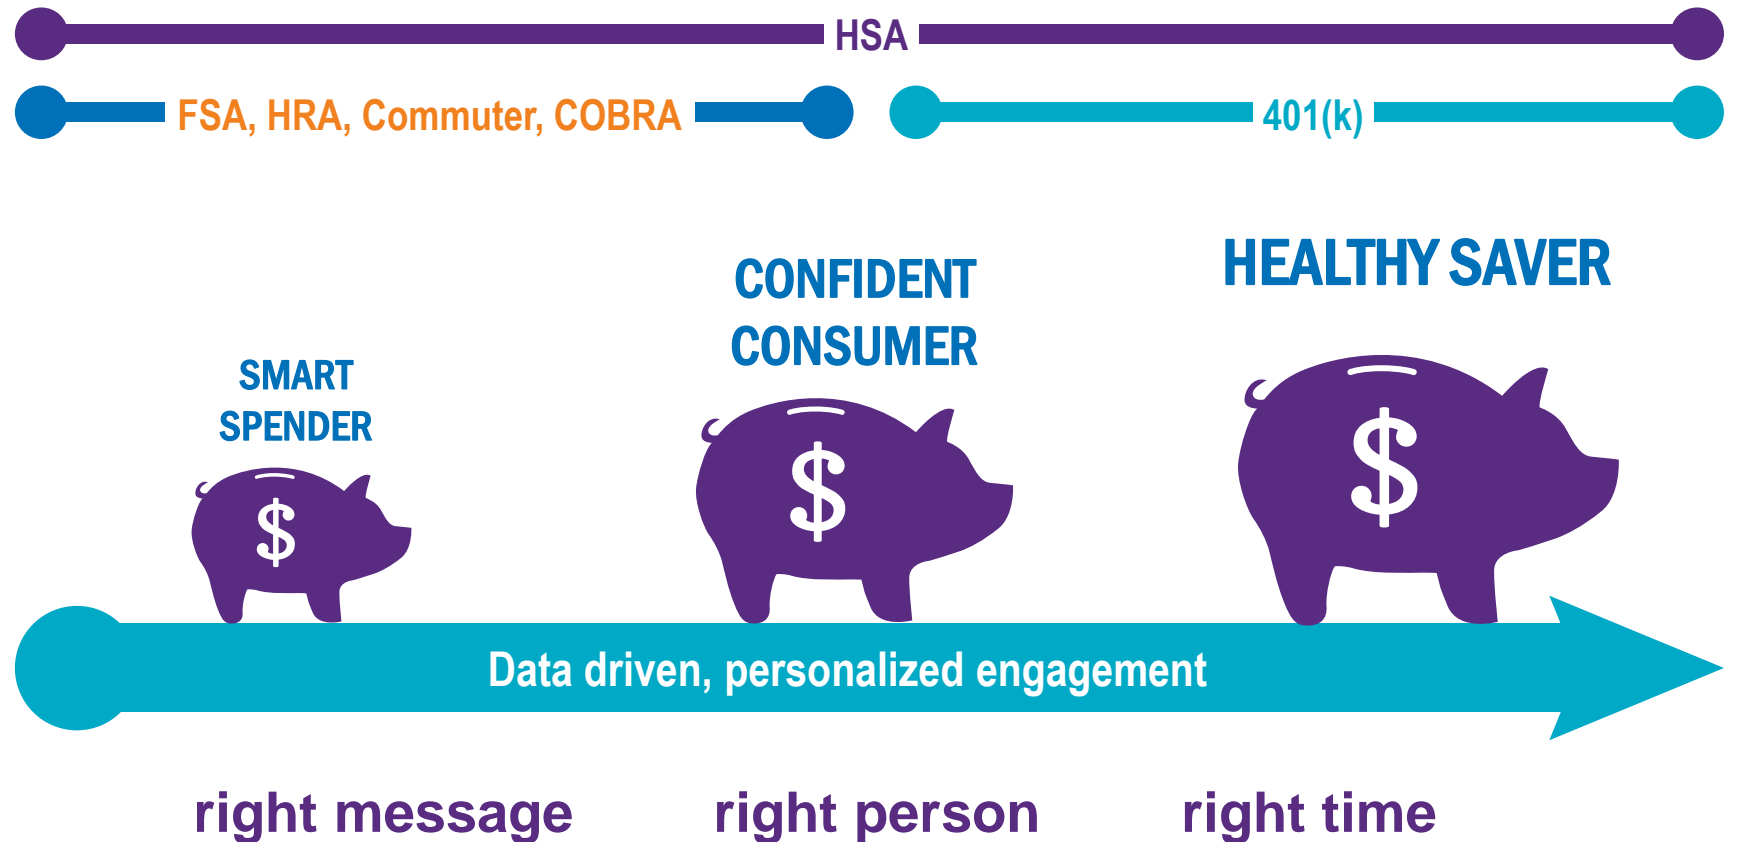 HSA
FSA, HRA, Commuter, COBRA
401(k)
SMART
SPENDER
CONFIDENT
CONSUMER
HEALTHY SAVER
$
$
$
Data driven, personalized engagement
right message
right person
right time